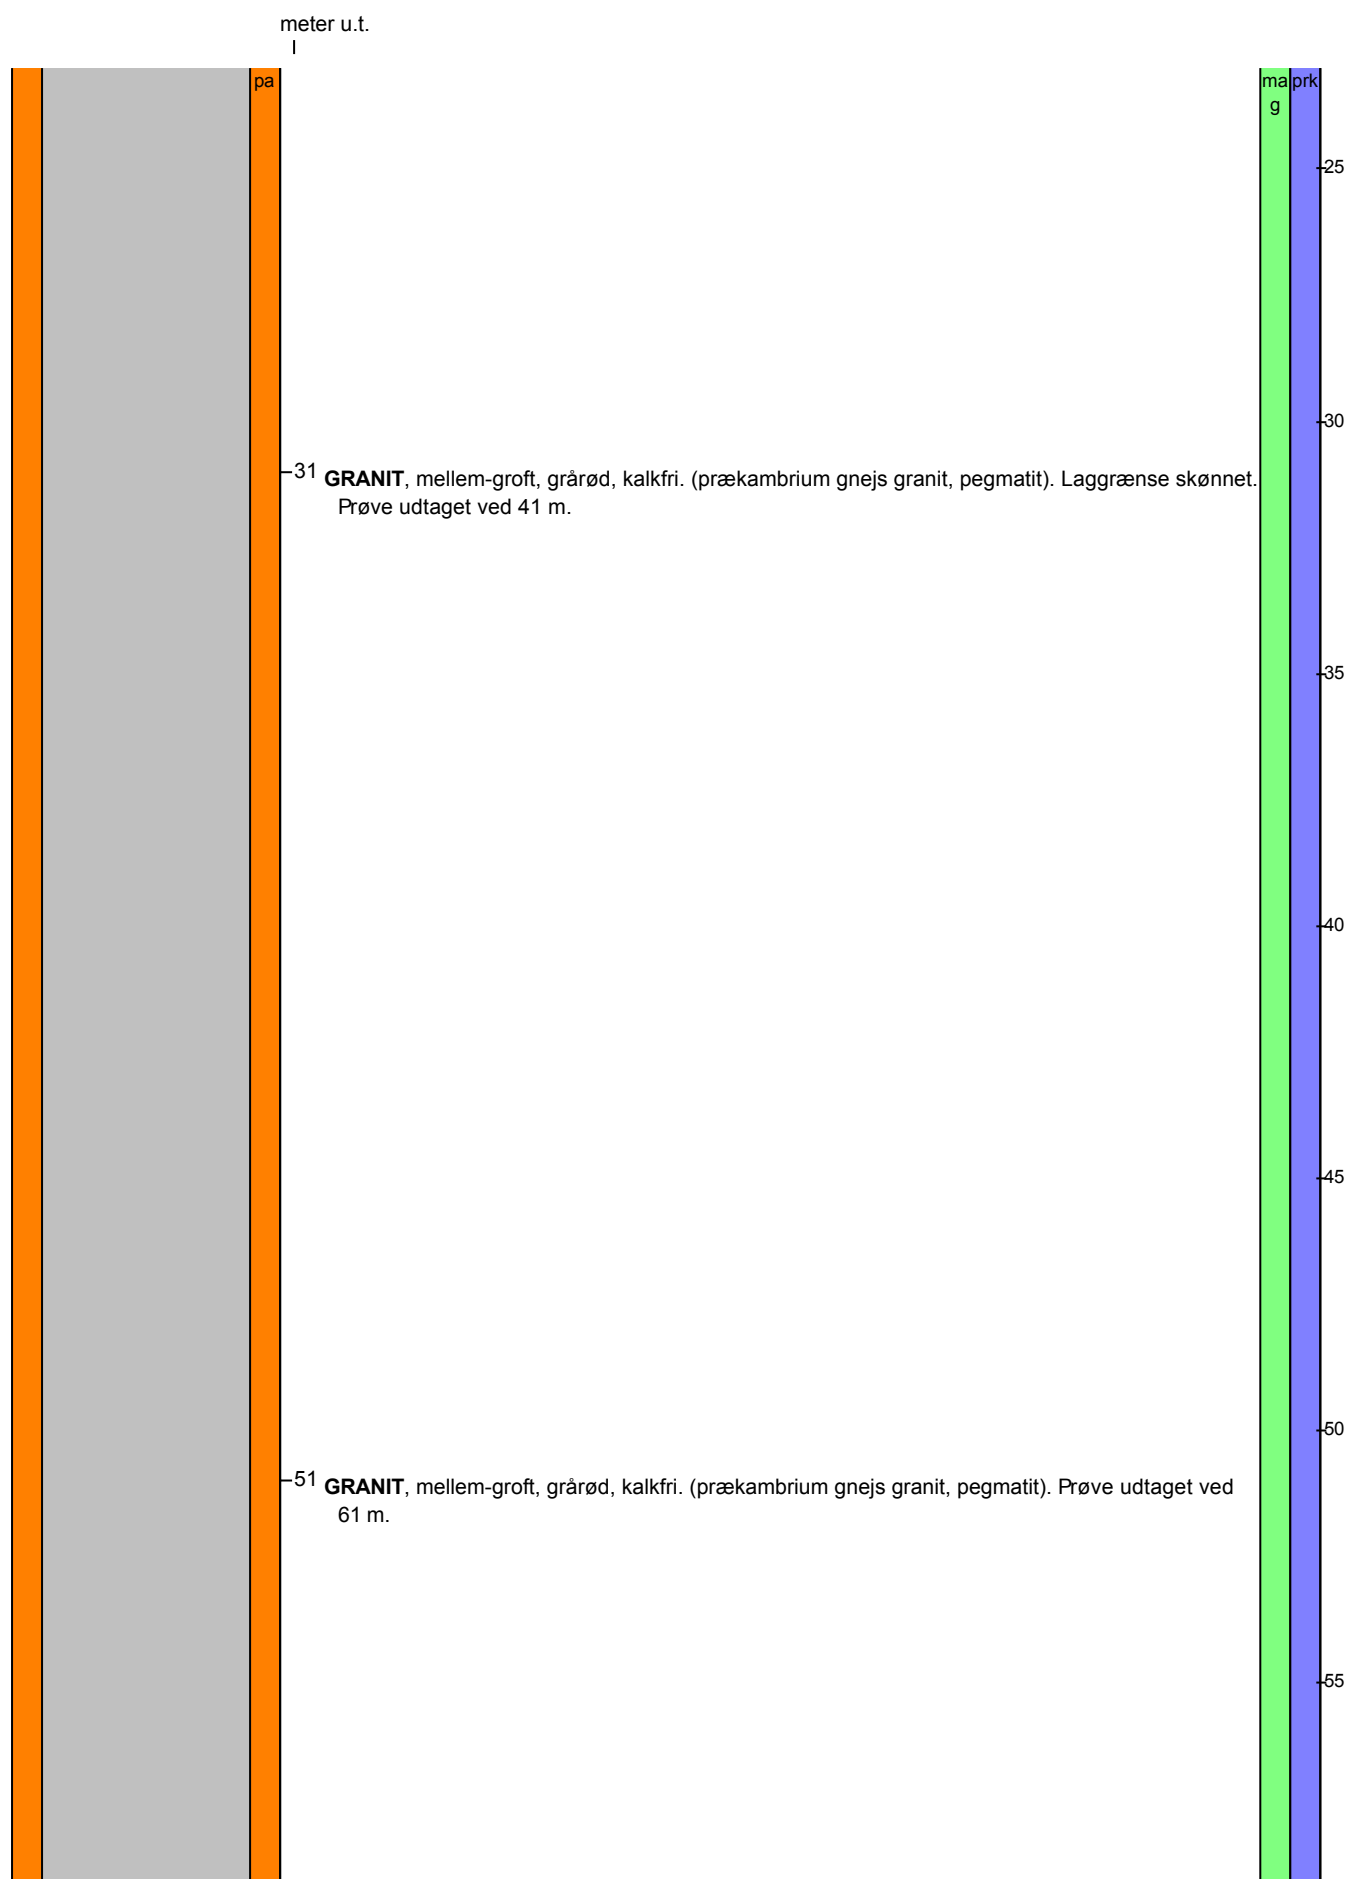 meter u.t.
pa
ma prk
g
25
30
31 GRANIT, mellem-groft, grårød, kalkfri. (prækambrium gnejs granit, pegmatit). Laggrænse skønnet.
Prøve udtaget ved 41 m.
35
40
45
50
51 GRANIT, mellem-groft, grårød, kalkfri. (prækambrium gnejs granit, pegmatit). Prøve udtaget ved
61 m.
55